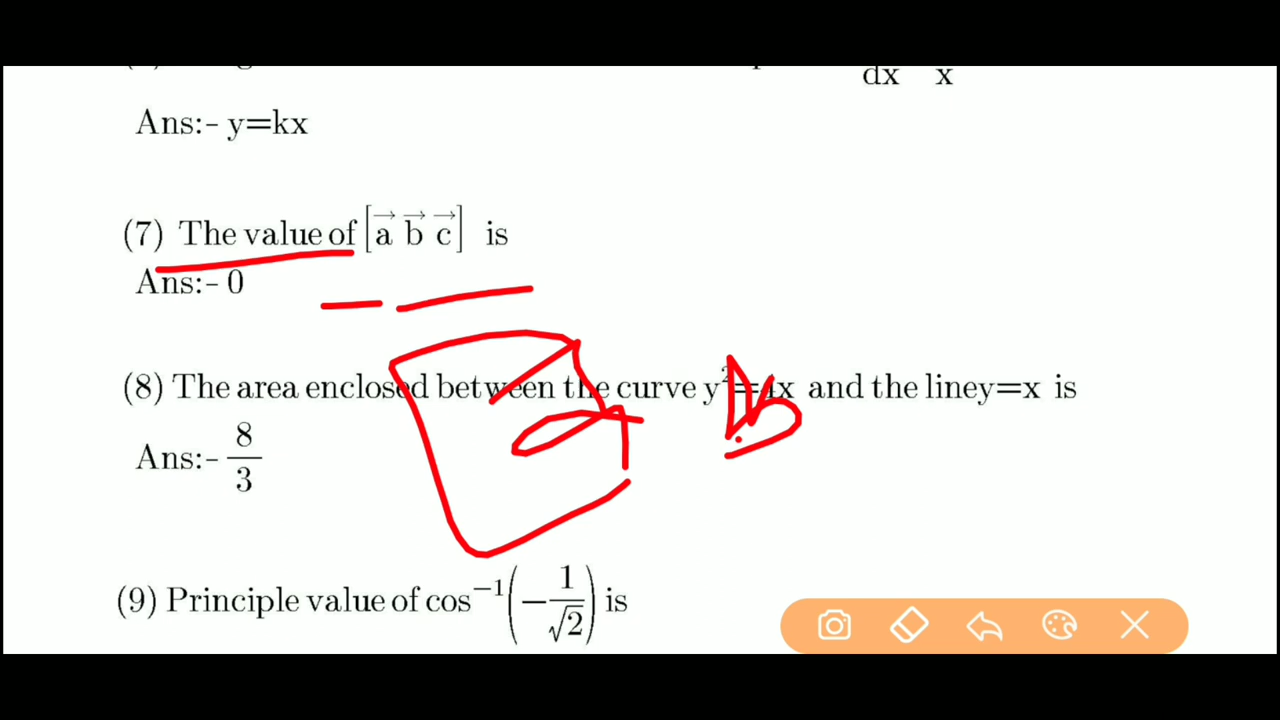 dx x
Ans:- y=kx
(7) The value of [a⃗ b⃗ c⃗] is
Ans:- 0
(8) The area enclosed between the curve y²=4x and the liney=x is
Ans:- 8/3
a b
(9) Principle value of cos⁻¹(−1/√2) is